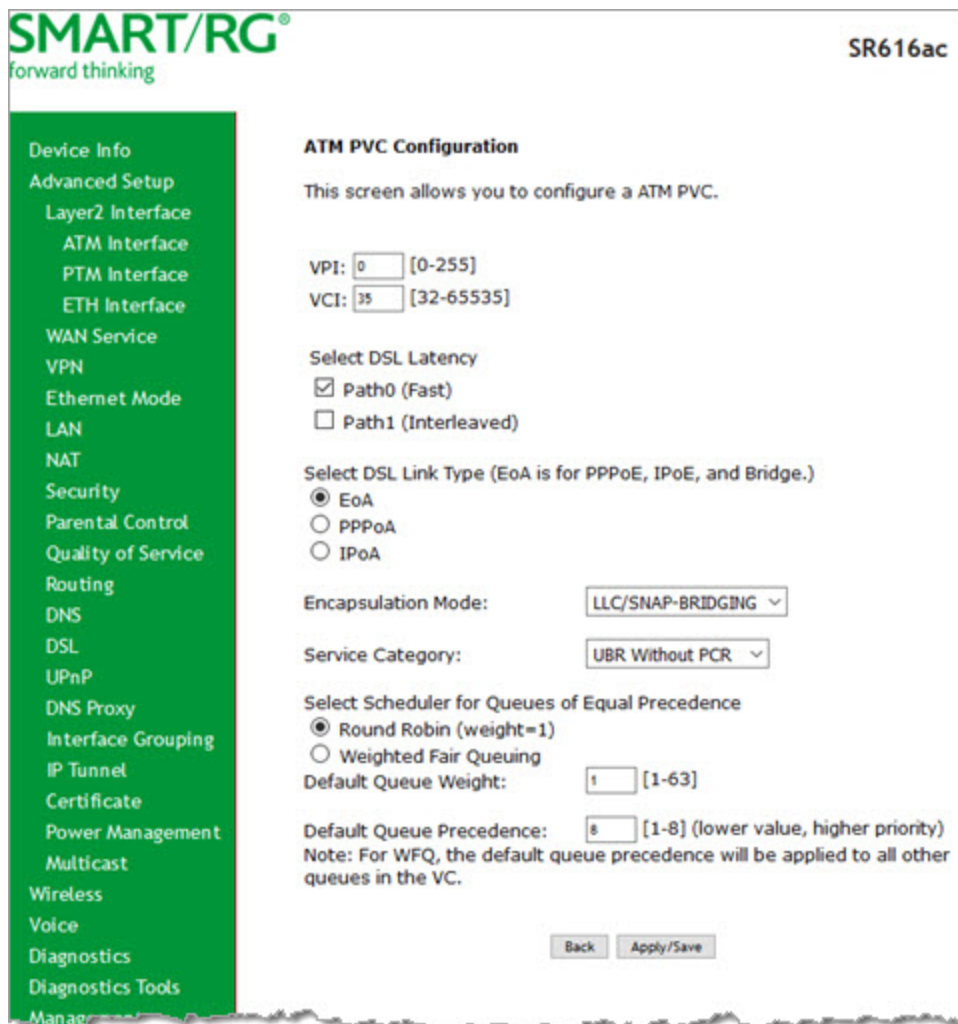 SMART/RG®
forward thinking
SR616ac
Device Info
Advanced Setup
Layer2 Interface
ATM Interface
PTM Interface
ETH Interface
WAN Service
VPN
Ethernet Mode
LAN
NAT
Security
Parental Control
Quality of Service
Routing
DNS
DSL
UPnP
DNS Proxy
Interface Grouping
IP Tunnel
Certificate
Power Management
Multicast
Wireless
Voice
Diagnostics
Diagnostics Tools
ATM PVC Configuration
This screen allows you to configure a ATM PVC.
VPI: 0 [0-255]
VCI: 35 [32-65535]
Select DSL Latency
Path0 (Fast)
Path1 (Interleaved)
Select DSL Link Type (EoA is for PPPoE, IPoE, and Bridge.)
EoA
PPPoA
IPoA
Encapsulation Mode: LLC/SNAP-BRIDGING
Service Category: UBR Without PCR
Select Scheduler for Queues of Equal Precedence
Round Robin (weight=1)
Weighted Fair Queuing
Default Queue Weight: 1 [1-63]
Default Queue Precedence: 8 [1-8] (lower value, higher priority)
Note: For WFQ, the default queue precedence will be applied to all other
queues in the VC.
Back Apply/Save